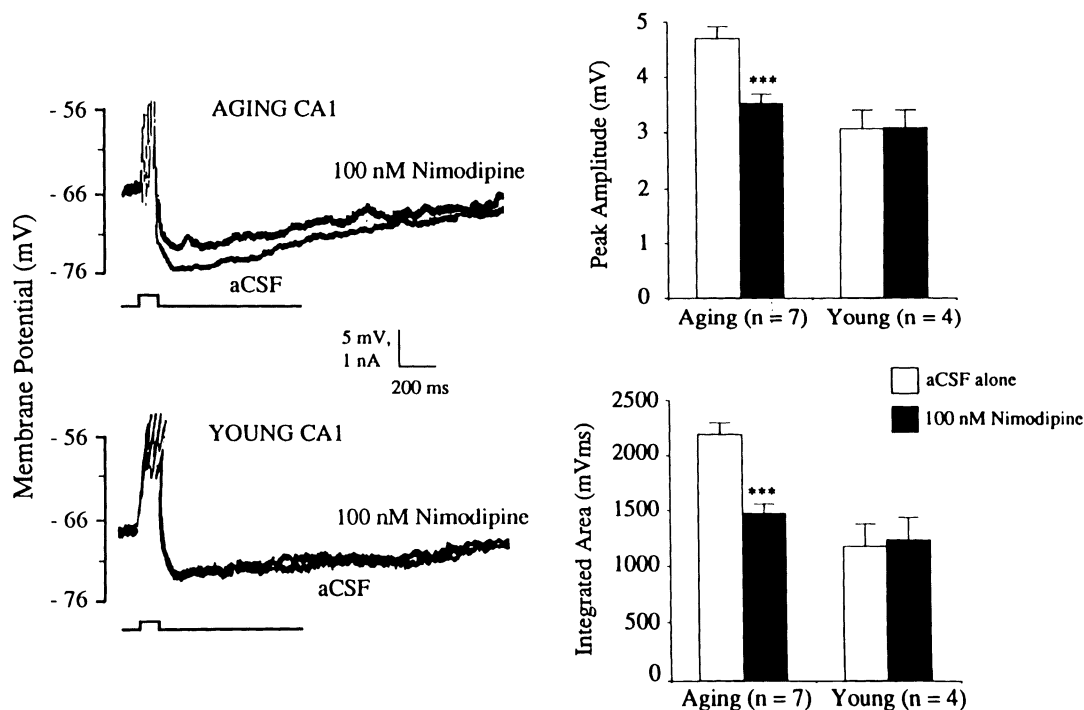 Membrane Potential (mV)
AGING CA1
- 56
- 66
- 76
100 nM Nimodipine
aCSF
5 mV,
1 nA
200 ms
YOUNG CA1
- 56
- 66
- 76
100 nM Nimodipine
aCSF
Peak Amplitude (mV)
5
4
3
2
1
0
***
Aging (n = 7)
Young (n = 4)
aCSF alone
100 nM Nimodipine
Integrated Area (mVms)
2500
2000
1500
1000
500
0
***
Aging (n = 7)
Young (n = 4)